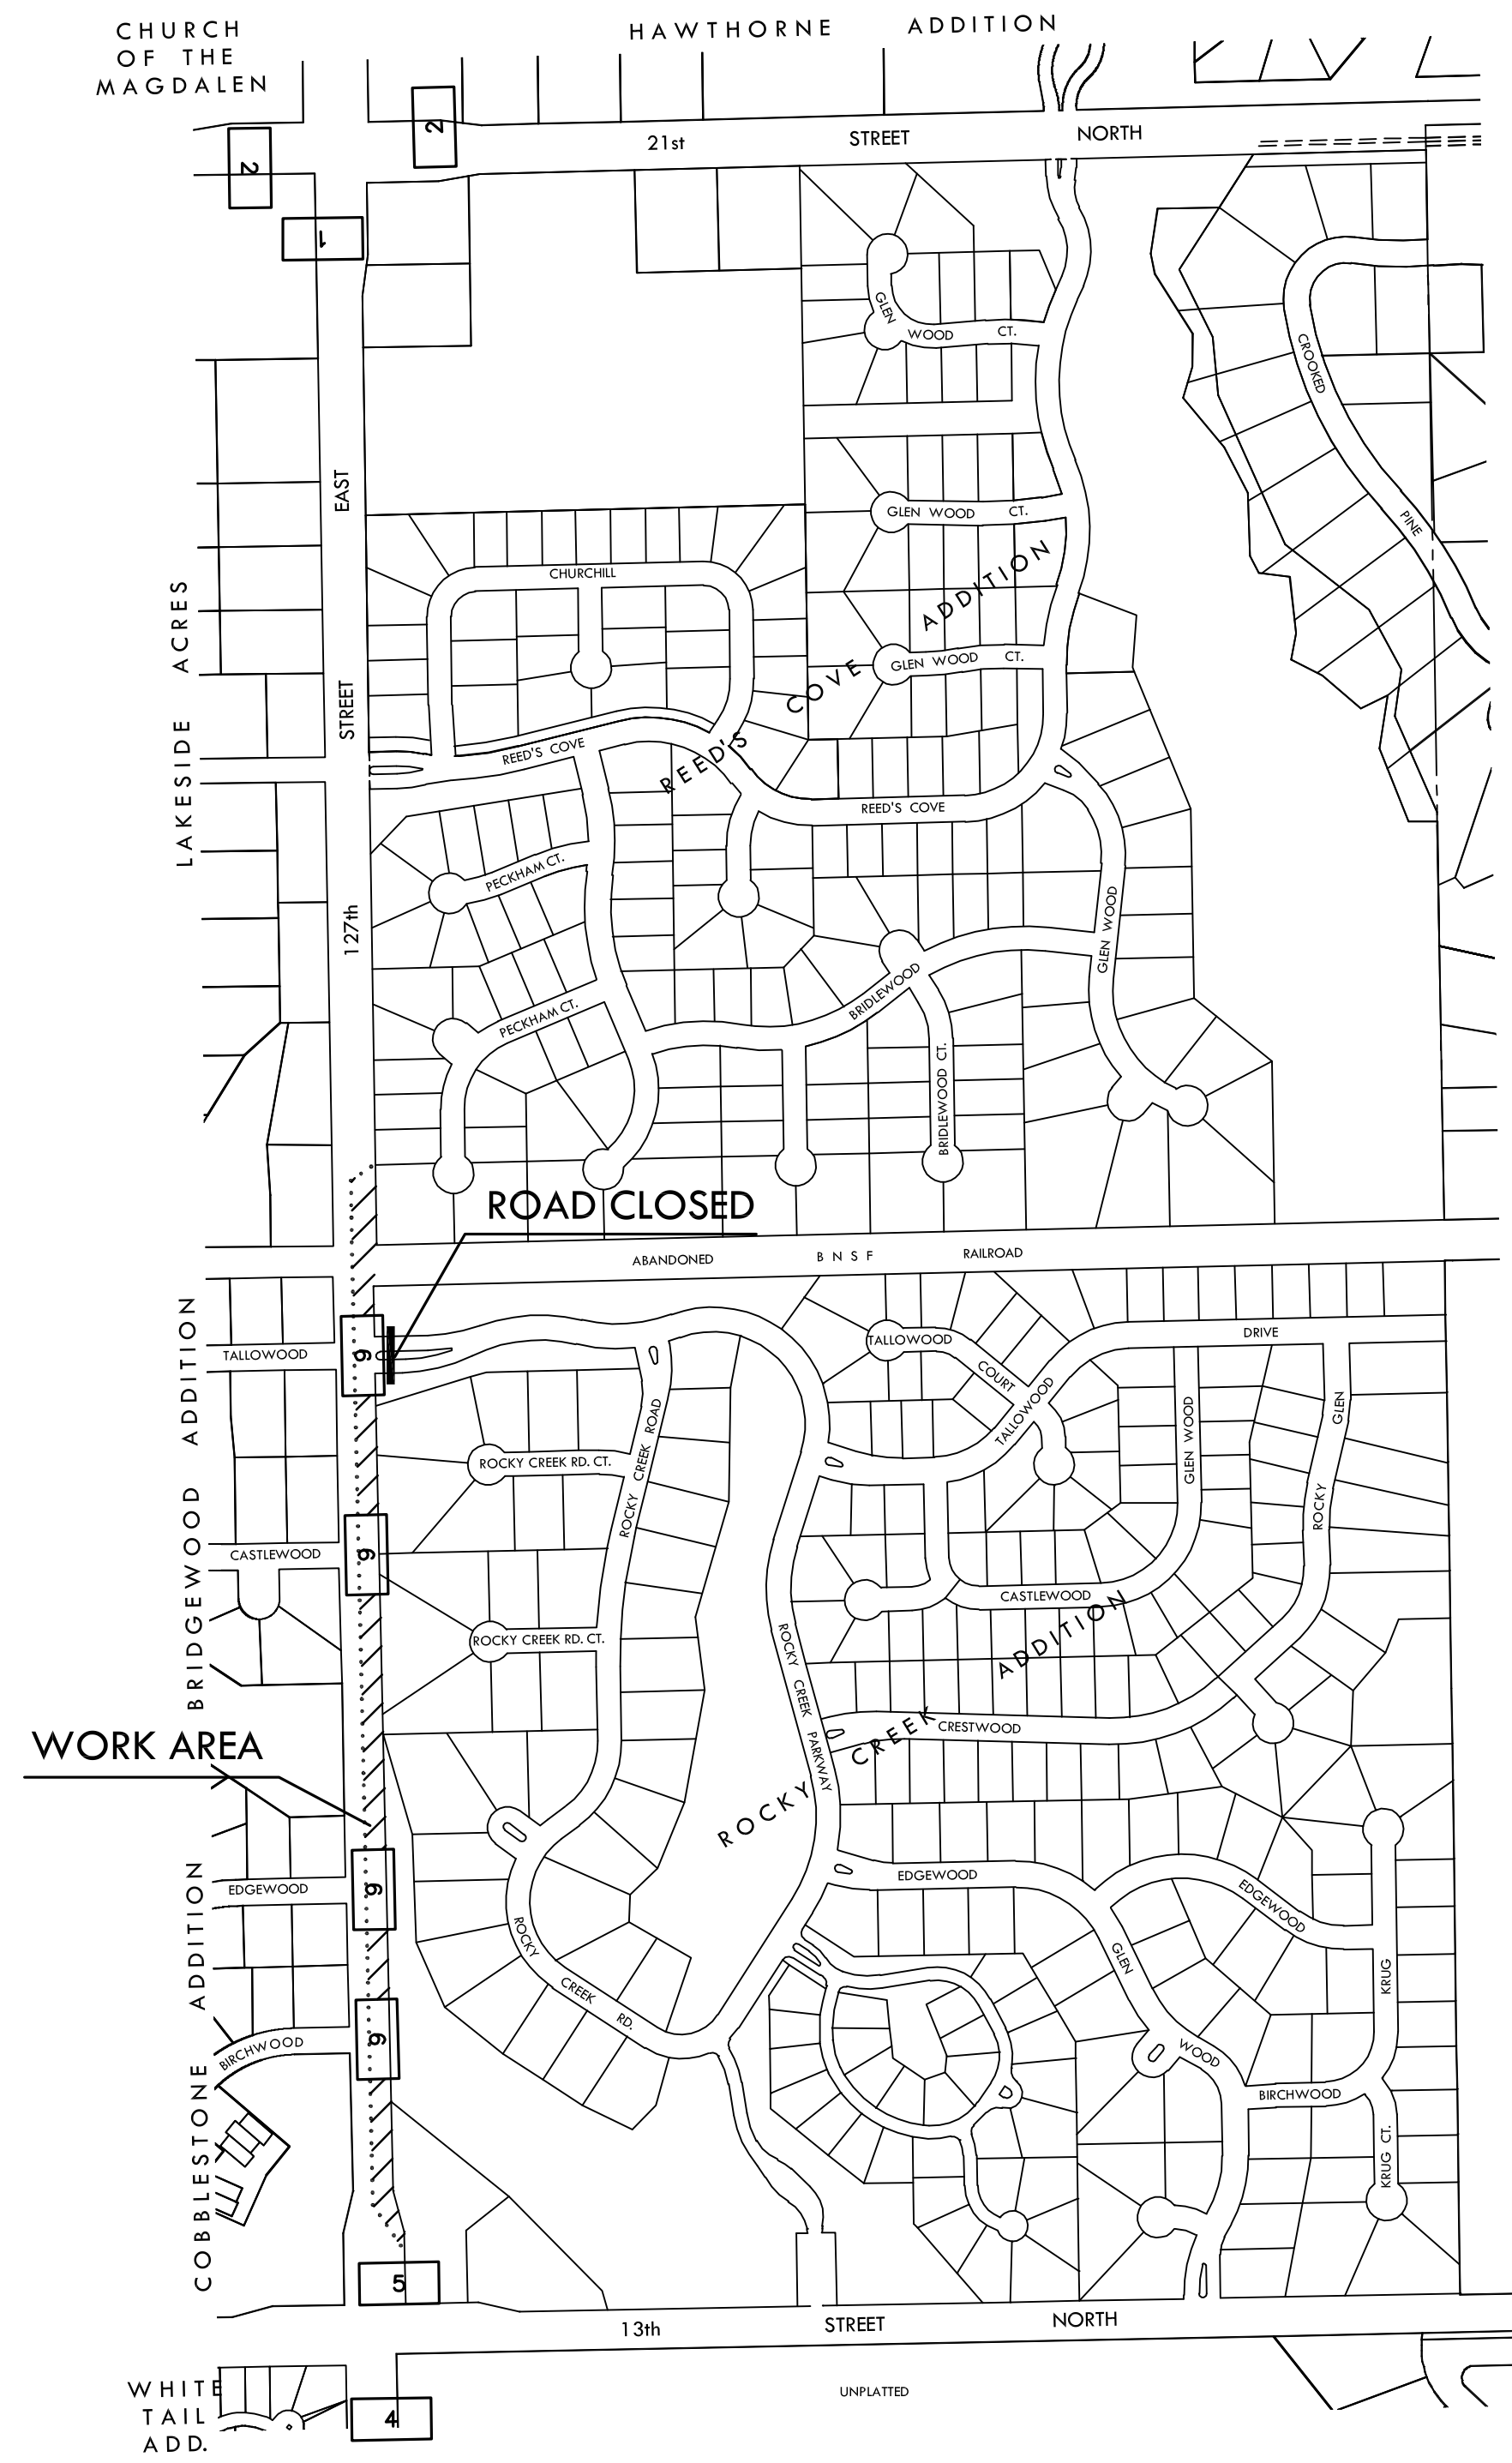 CHURCH
OF THE
MAGDALEN
HAWTHORNE ADDITION
2
2
1
21st STREET NORTH
GLEN
WOOD CT.
CROOKED
PINE
EAST
STREET
127th
LAKESIDE ACRES
GLEN WOOD CT.
CHURCHILL
GLEN WOOD CT.
REED'S COVE ADDITION
REED'S COVE
REED'S COVE
PECKHAM CT.
GLEN WOOD
BRIDLEWOOD
PECKHAM CT.
BRIDLEWOOD CT.
ROAD CLOSED
ABANDONED BNSF RAILROAD
BRIDGEWOOD ADDITION
TALLOWOOD
6
TALLOWOOD
COURT
TALLOWOOD
DRIVE
GLEN
ROCKY
GLEN WOOD
ROCKY CREEK ROAD
ROCKY CREEK RD. CT.
CASTLEWOOD
6
CASTLEWOOD
ROCKY CREEK RD. CT.
ROCKY CREEK PARKWAY
CRESTWOOD
ROCKY CREEK ADDITION
WORK AREA
COBBLESTONE ADDITION
EDGEWOOD
6
EDGEWOOD
EDGEWOOD
ROCKY
CREEK
RD.
GLEN
WOOD
KRUG
BIRCHWOOD
6
BIRCHWOOD
KRUG CT.
5
13th STREET NORTH
WHITE
TAIL
ADD.
4
UNPLATTED